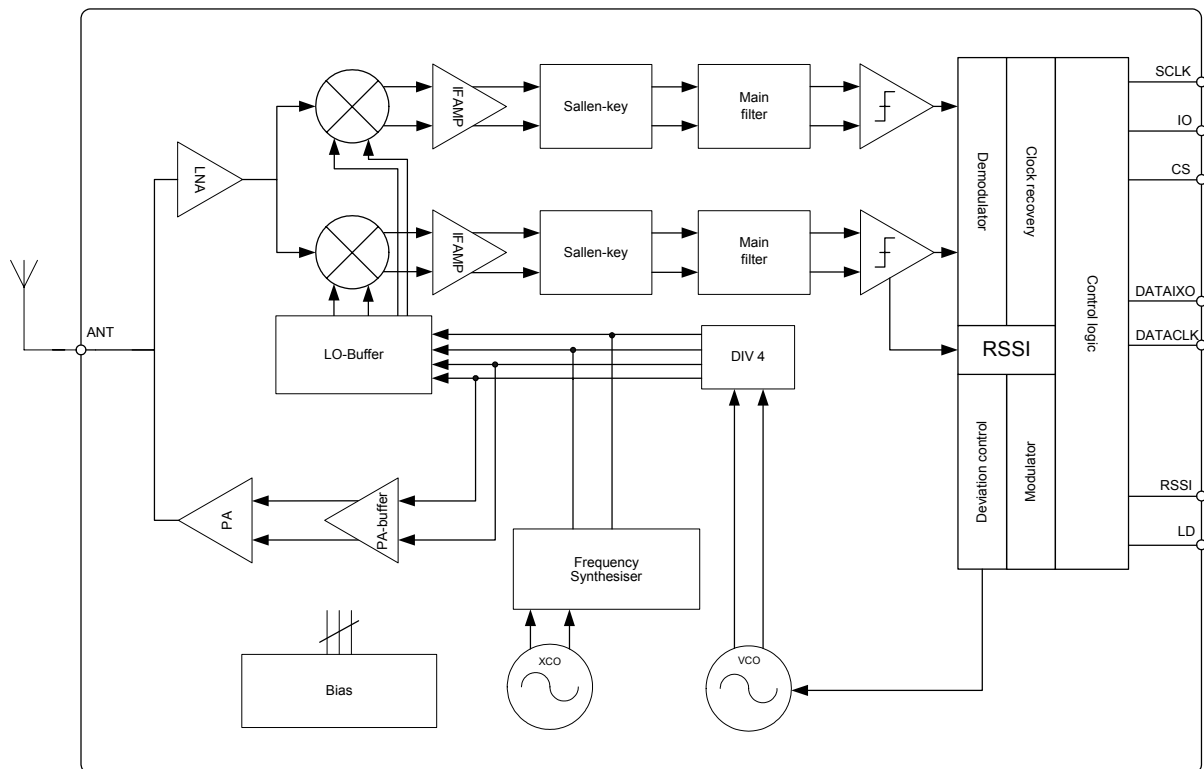 SCLK
IO
CS
DATAIXO
DATACLK
RSSI
LD
ANT
LNA
IFAMP
Sallen-key
Main
filter
IFAMP
Sallen-key
Main
filter
Demodulator
Clock recovery
Control logic
RSSI
Deviation control
Modulator
LO-Buffer
DIV 4
PA
PA-buffer
Frequency
Synthesiser
XCO
VCO
Bias